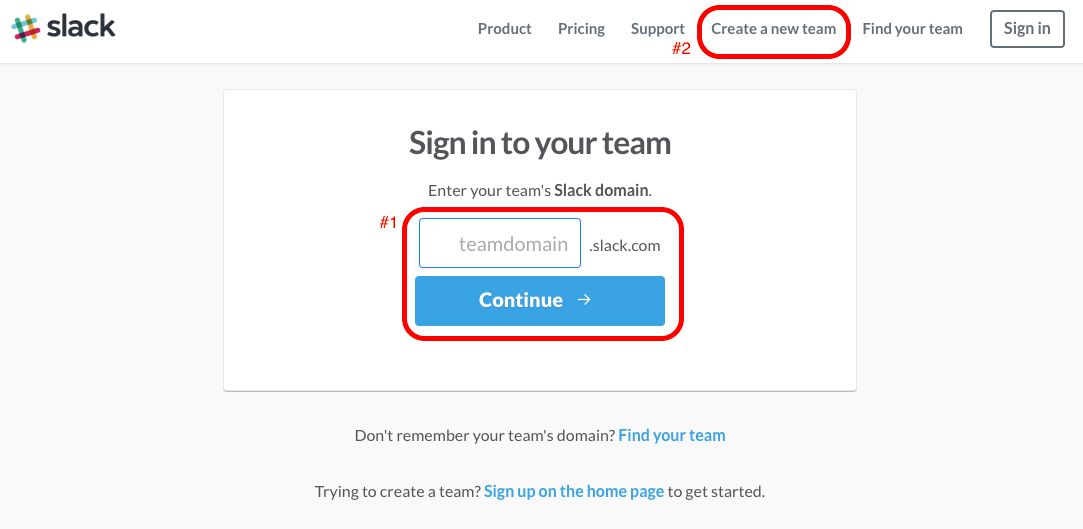 slack
Product Pricing Support Create a new team Find your team Sign in
#2
Sign in to your team
Enter your team's Slack domain.
#1
teamdomain .slack.com
Continue →
Don't remember your team's domain? Find your team
Trying to create a team? Sign up on the home page to get started.